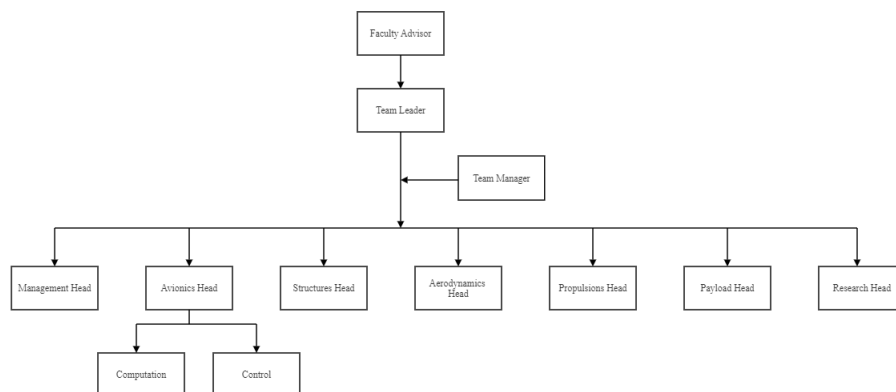 Faculty Advisor
Team Leader
Team Manager
Management Head
Avionics Head
Structures Head
Aerodynamics
Head
Propulsions Head
Payload Head
Research Head
Computation
Control